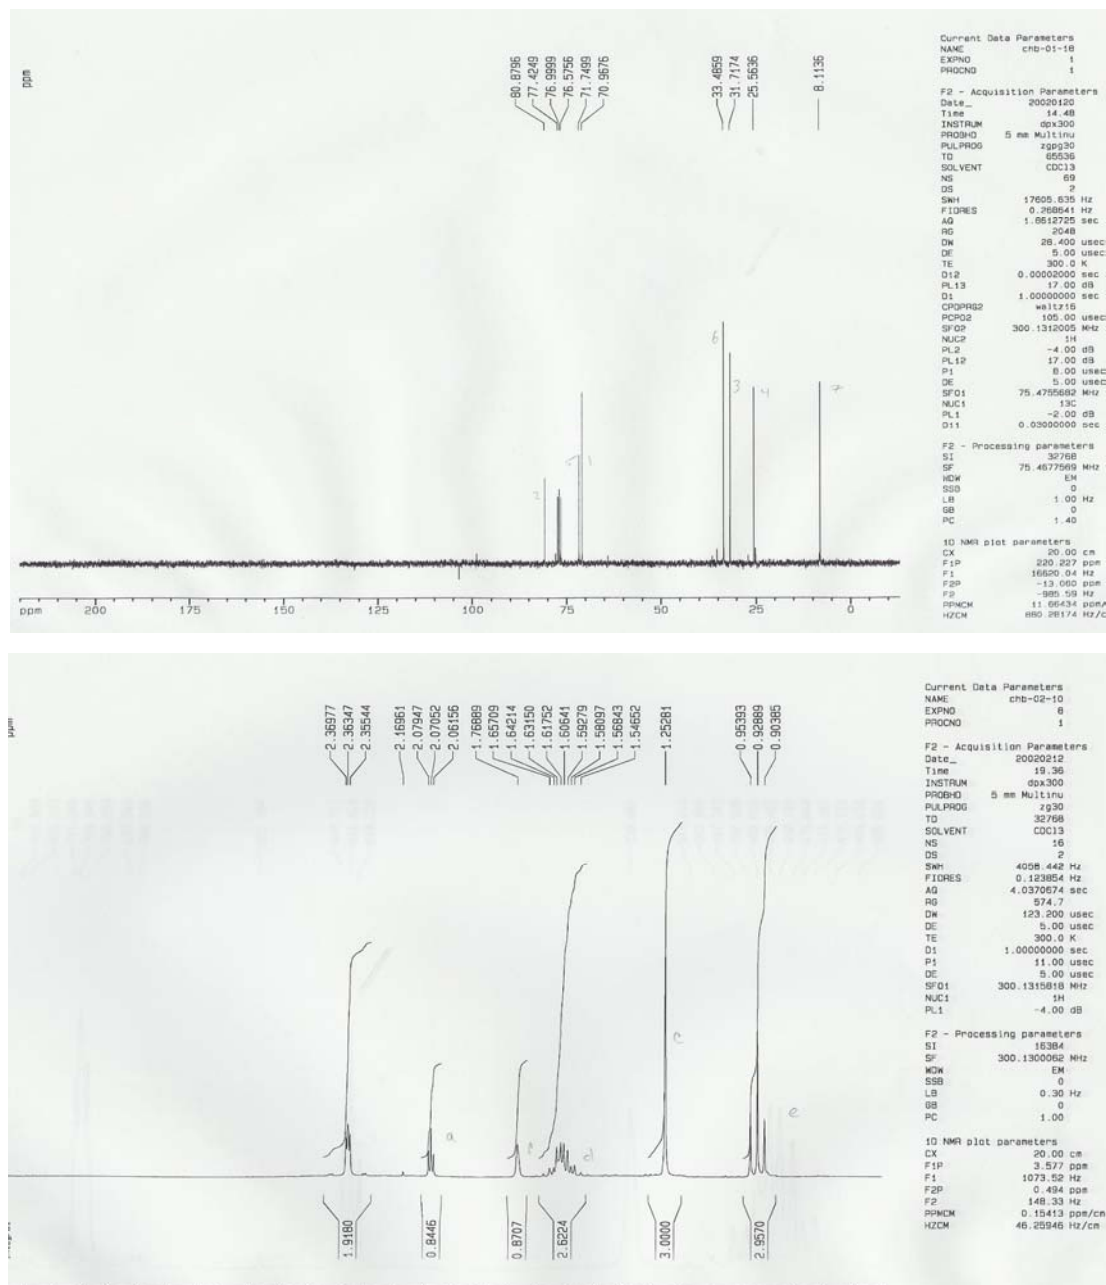 ppm
80.8796
77.4249
76.9999
76.5756
71.7499
70.9676
33.4859
31.7174
25.5636
8.1136
2
5
1
6
3
4
7
ppm 200 175 150 125 100 75 50 25 0
Current Data Parameters
NAME chb-01-18
EXPNO 1
PROCNO 1
F2 - Acquisition Parameters
Date_ 20020120
Time 14.48
INSTRUM dpx300
PROBHD 5 mm Multinu
PULPROG zgpg30
TD 65536
SOLVENT CDCl3
NS 69
DS 2
SWH 17605.635 Hz
FIDRES 0.268641 Hz
AQ 1.8612725 sec
RG 2048
DW 28.400 usec
DE 5.00 usec
TE 300.0 K
D12 0.00002000 sec
PL13 17.00 dB
D1 1.00000000 sec
CPDPRG2 waltz16
PCPD2 105.00 usec
SFO2 300.1312005 MHz
NUC2 1H
PL2 -4.00 dB
PL12 17.00 dB
P1 8.00 usec
DE 5.00 usec
SFO1 75.4755682 MHz
NUC1 13C
PL1 -2.00 dB
D11 0.03000000 sec
F2 - Processing parameters
SI 32768
SF 75.4677569 MHz
WDW EM
SSB 0
LB 1.00 Hz
GB 0
PC 1.40
1D NMR plot parameters
CX 20.00 cm
F1P 220.227 ppm
F1 16620.04 Hz
F2P -13.060 ppm
F2 -985.59 Hz
PPMCM 11.66434 ppm/
HZCM 880.28174 Hz/c
ppm
2.36977
2.36347
2.35544
2.16961
2.07947
2.07052
2.06156
1.76889
1.65709
1.64214
1.63150
1.61752
1.60641
1.59279
1.58097
1.56843
1.54652
1.25281
0.95393
0.92889
0.90385
a
f
d
c
e
1.9180
0.8446
0.8707
2.6224
3.0000
2.9570
Current Data Parameters
NAME chb-02-10
EXPNO 6
PROCNO 1
F2 - Acquisition Parameters
Date_ 20020212
Time 19.36
INSTRUM dpx300
PROBHD 5 mm Multinu
PULPROG zg30
TD 32768
SOLVENT CDCl3
NS 16
DS 2
SWH 4058.442 Hz
FIDRES 0.123854 Hz
AQ 4.0370674 sec
RG 574.7
DW 123.200 usec
DE 5.00 usec
TE 300.0 K
D1 1.00000000 sec
P1 11.00 usec
DE 5.00 usec
SFO1 300.1315818 MHz
NUC1 1H
PL1 -4.00 dB
F2 - Processing parameters
SI 16384
SF 300.1300062 MHz
WDW EM
SSB 0
LB 0.30 Hz
GB 0
PC 1.00
1D NMR plot parameters
CX 20.00 cm
F1P 3.577 ppm
F1 1073.52 Hz
F2P 0.494 ppm
F2 148.33 Hz
PPMCM 0.15413 ppm/cm
HZCM 46.25946 Hz/cm